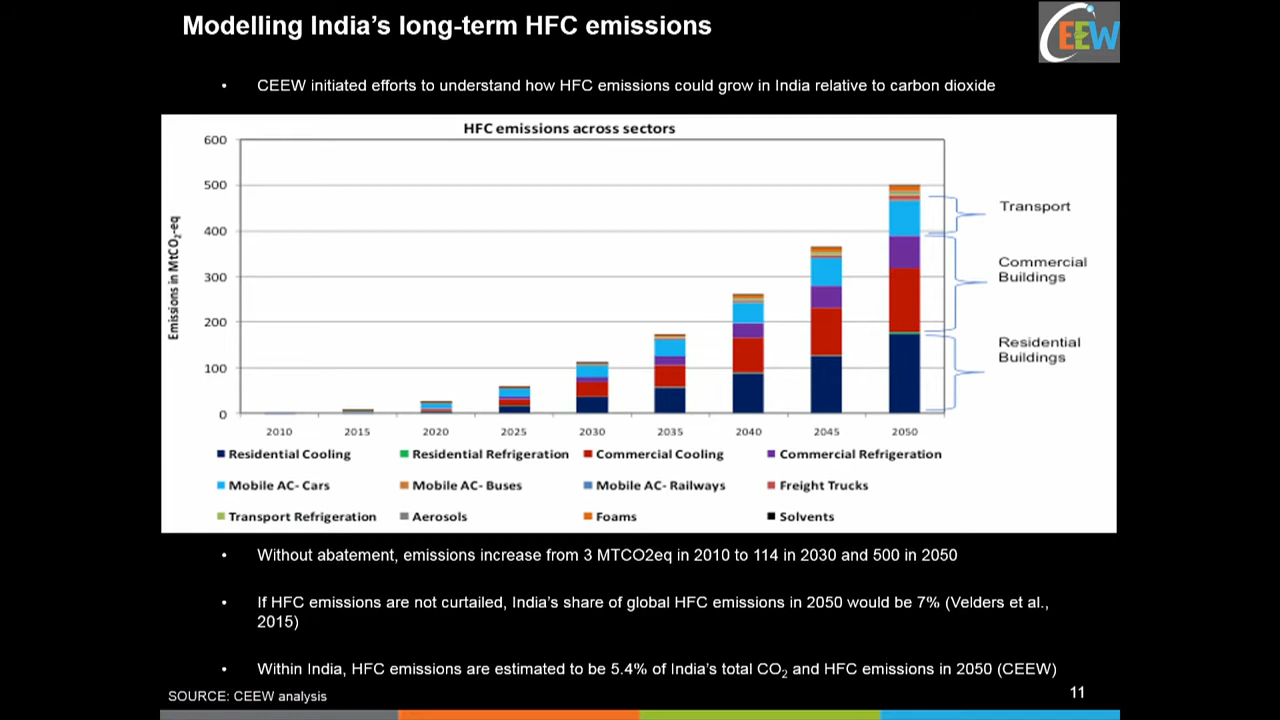 Modelling India's long-term HFC emissions
CEEW
• CEEW initiated efforts to understand how HFC emissions could grow in India relative to carbon dioxide
HFC emissions across sectors
Emissions in MtCO2-eq
600
500
400
300
200
100
0
2010 2015 2020 2025 2030 2035 2040 2045 2050
Transport
Commercial
Buildings
Residential
Buildings
Residential Cooling Residential Refrigeration Commercial Cooling Commercial Refrigeration
Mobile AC- Cars Mobile AC- Buses Mobile AC- Railways Freight Trucks
Transport Refrigeration Aerosols Foams Solvents
• Without abatement, emissions increase from 3 MTCO2eq in 2010 to 114 in 2030 and 500 in 2050
• If HFC emissions are not curtailed, India's share of global HFC emissions in 2050 would be 7% (Velders et al.,
2015)
• Within India, HFC emissions are estimated to be 5.4% of India's total CO2 and HFC emissions in 2050 (CEEW)
SOURCE: CEEW analysis
11